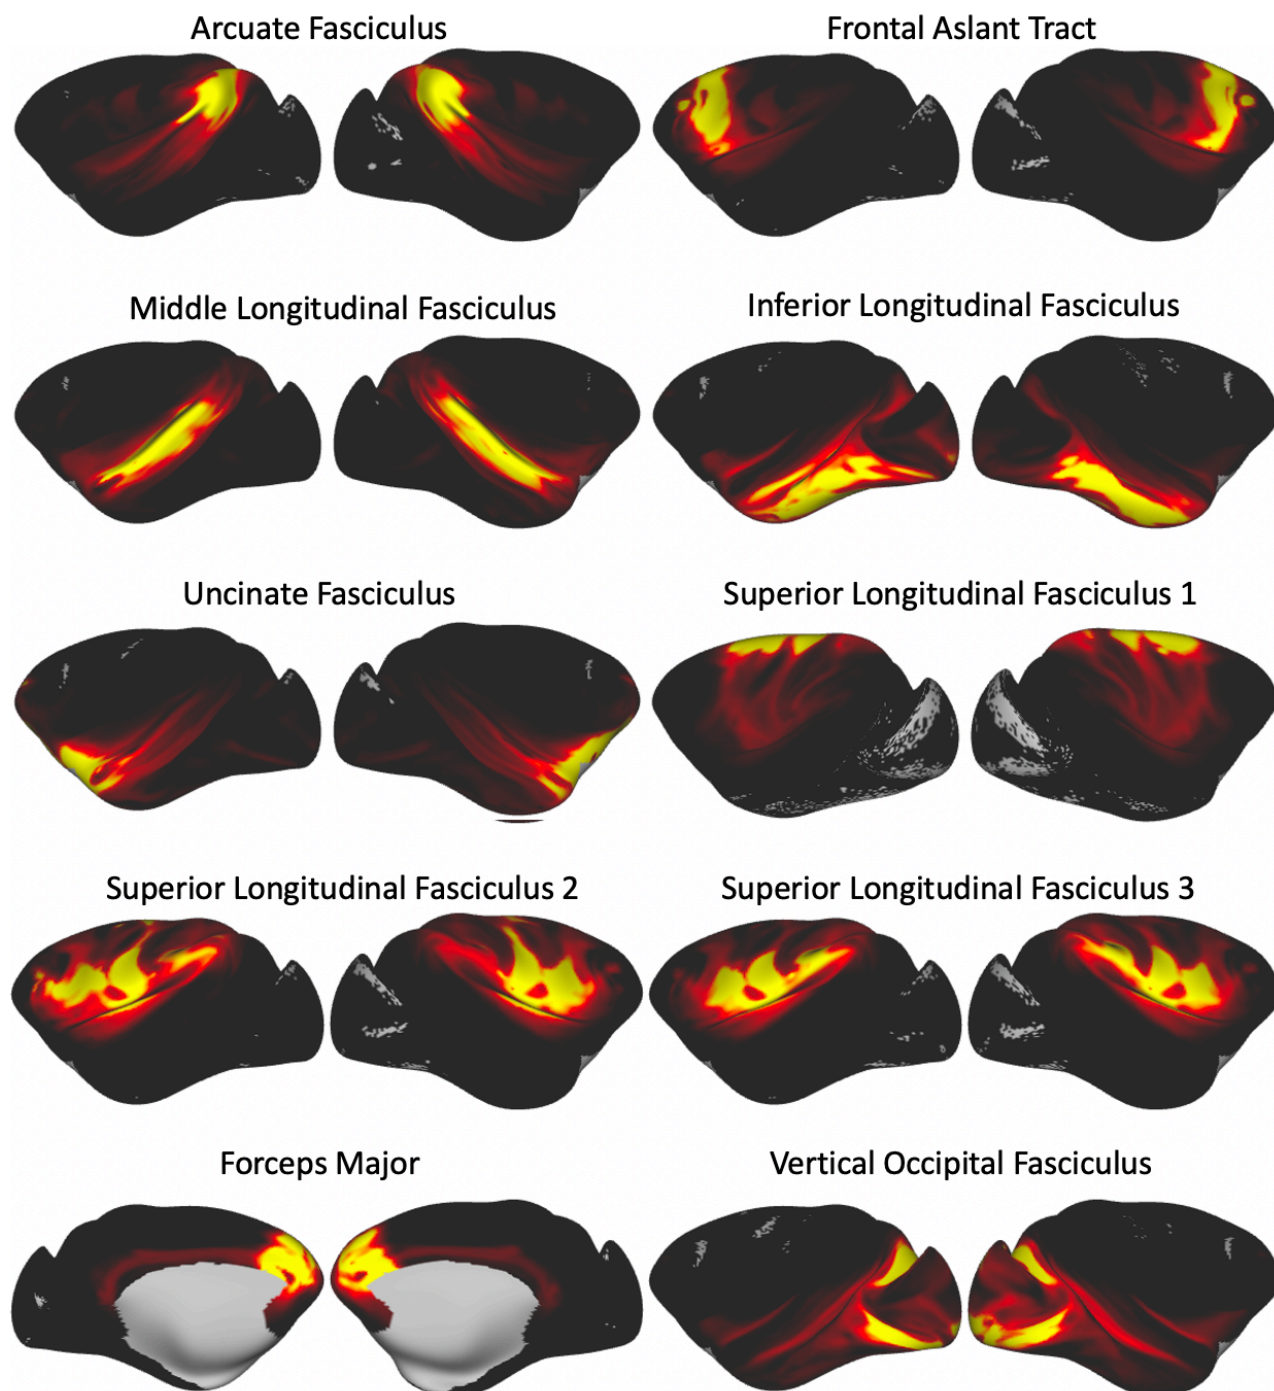 Arcuate Fasciculus
Frontal Aslant Tract
Middle Longitudinal Fasciculus
Inferior Longitudinal Fasciculus
Uncinate Fasciculus
Superior Longitudinal Fasciculus 1
Superior Longitudinal Fasciculus 2
Superior Longitudinal Fasciculus 3
Forceps Major
Vertical Occipital Fasciculus